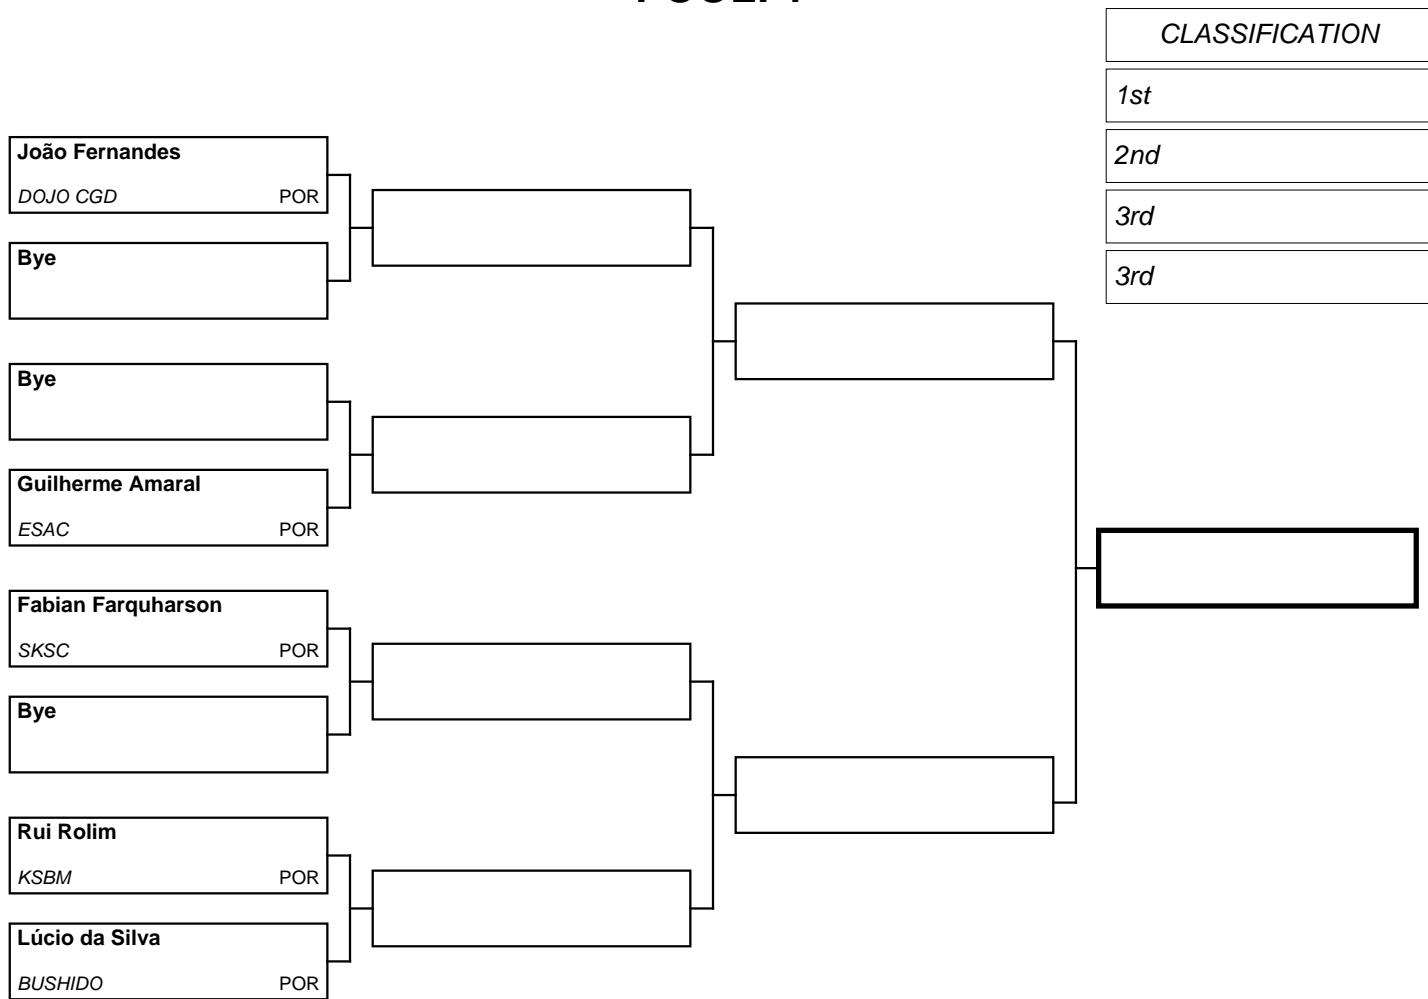 CLASSIFICATION
1st
2nd
3rd
3rd
João Fernandes
DOJO CGD POR
Bye
Bye
Guilherme Amaral
ESAC POR
Fabian Farquharson
SKSC POR
Bye
Rui Rolim
KSBM POR
Lúcio da Silva
BUSHIDO POR